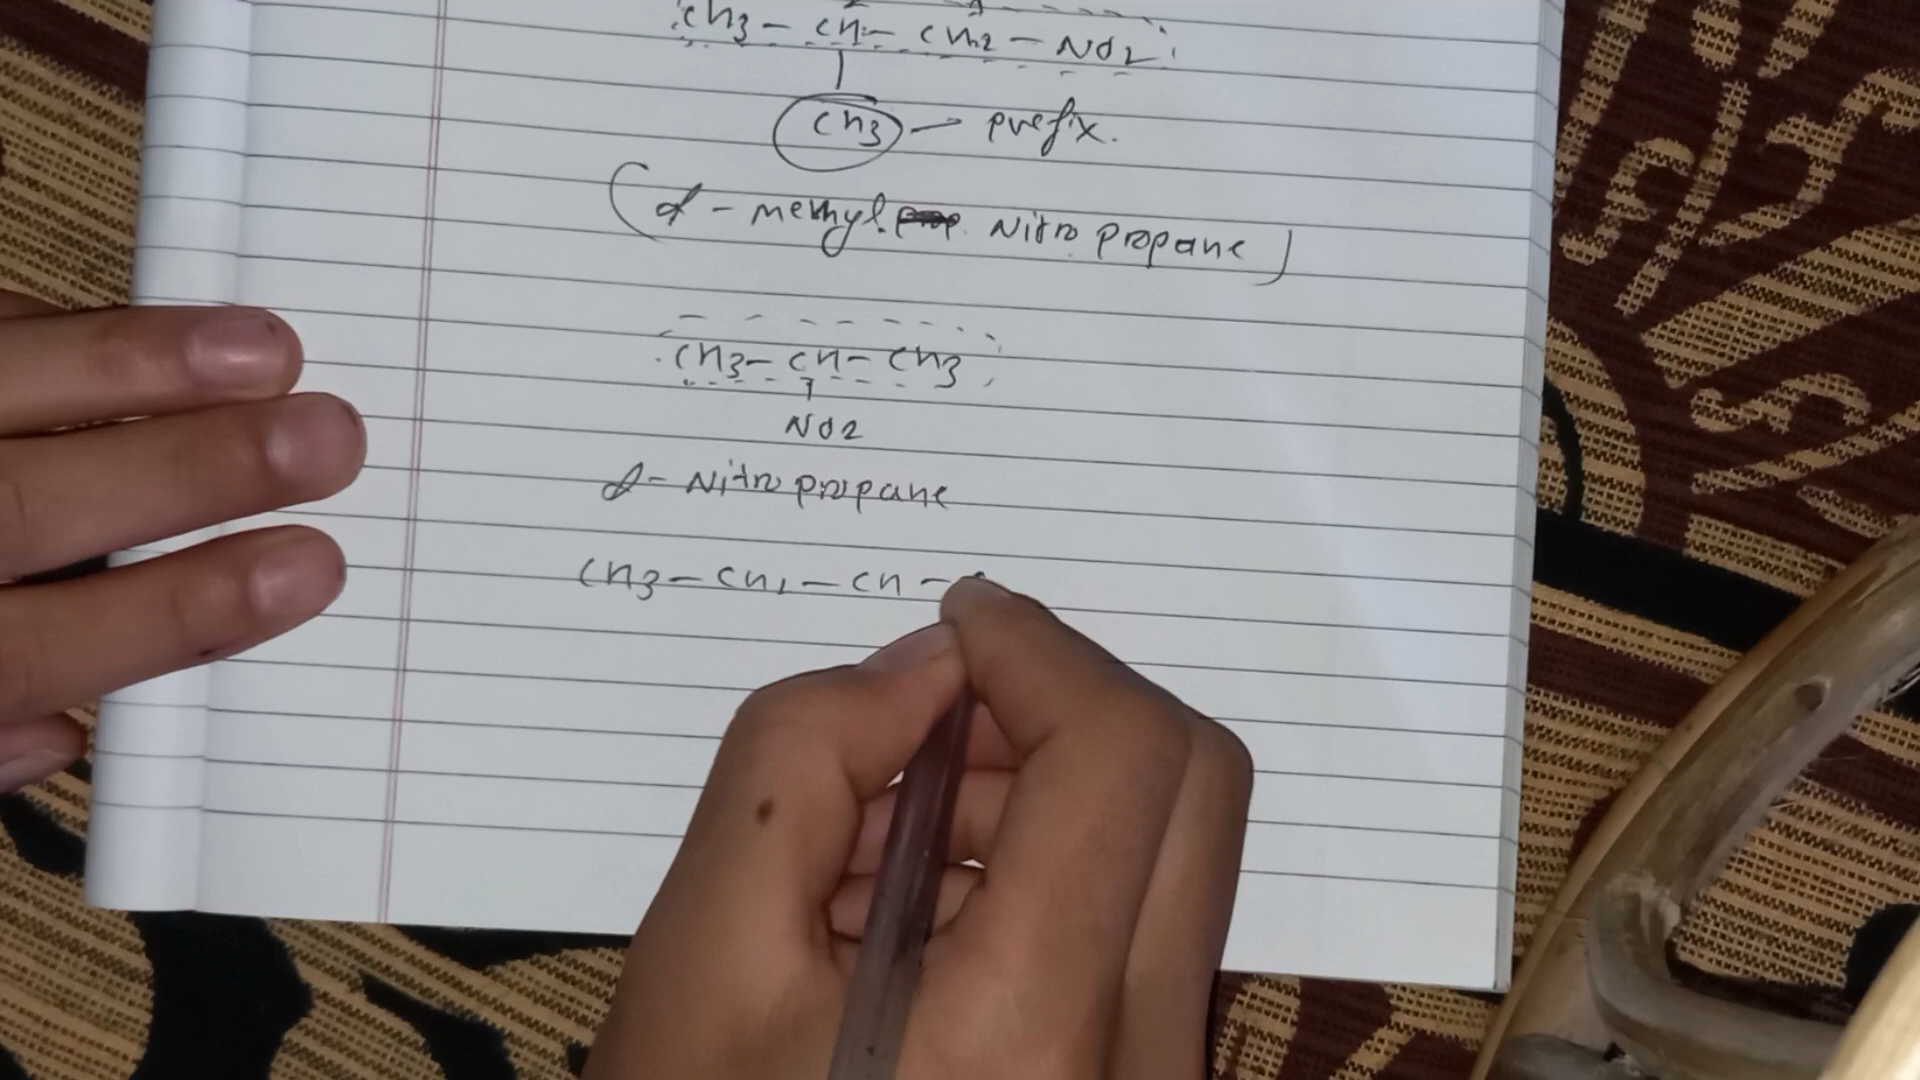 CH3 - CH - CH2 - NO2
|
CH3 - prefix.
(2 - methyl Nitro propane)
CH3 - CH - CH3
NO2
2 - Nitro propane
CH3 - CH2 - CH -